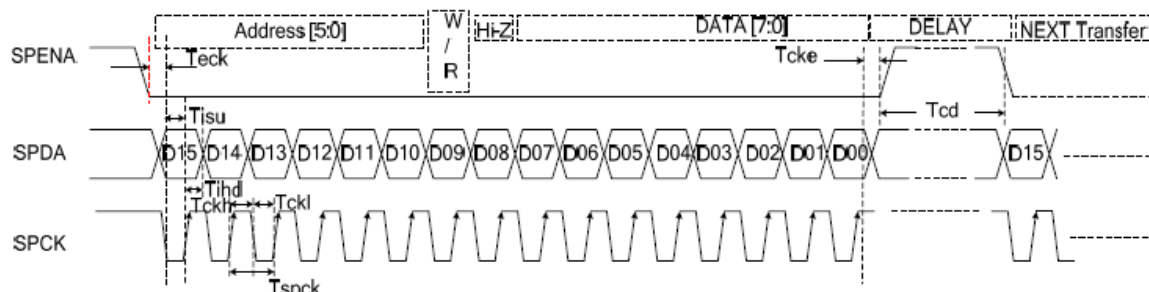 Address [5:0] W / R Hi-Z DATA [7:0] DELAY NEXT Transfer
SPENA Teck Tcke
Tisu Tcd
SPDA D15 D14 D13 D12 D11 D10 D09 D08 D07 D06 D05 D04 D03 D02 D01 D00 D15
Tihd
Tckh Tckl
SPCK
Tspck